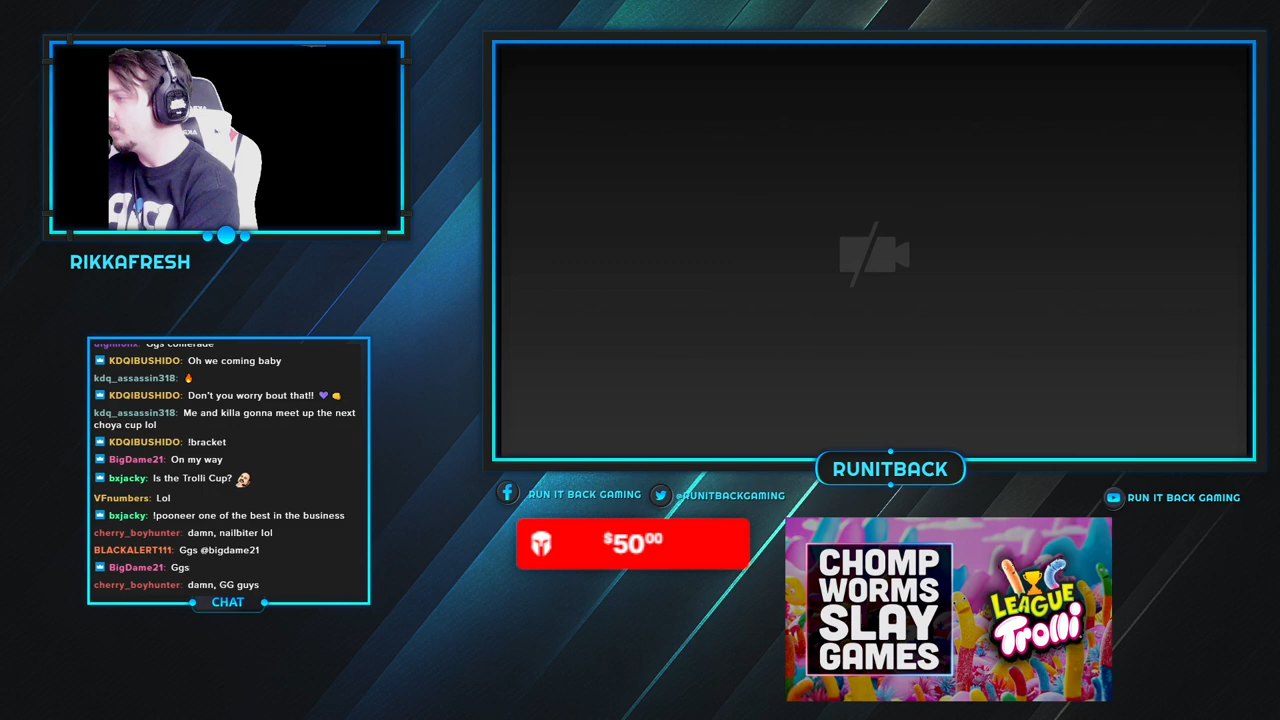 RIKKAFRESH
Ggs comerade
KDQIBUSHIDO: Oh we coming baby
kdq_assassin318:
KDQIBUSHIDO: Don't you worry bout that!!
kdq_assassin318: Me and killa gonna meet up the next
choya cup lol
KDQIBUSHIDO: !bracket
BigDame21: On my way
bxjacky: Is the Trolli Cup?
VFnumbers: Lol
bxjacky: !pooneer one of the best in the business
cherry_boyhunter: damn, nailbiter lol
BLACKALERT111: Ggs @bigdame21
BigDame21: Ggs
cherry_boyhunter: damn, GG guys
CHAT
RUNITBACK
RUN IT BACK GAMING
@RUNITBACKGAMING
RUN IT BACK GAMING
$5000
CHOMP
WORMS
SLAY
GAMES
LEAGUE
Trolli